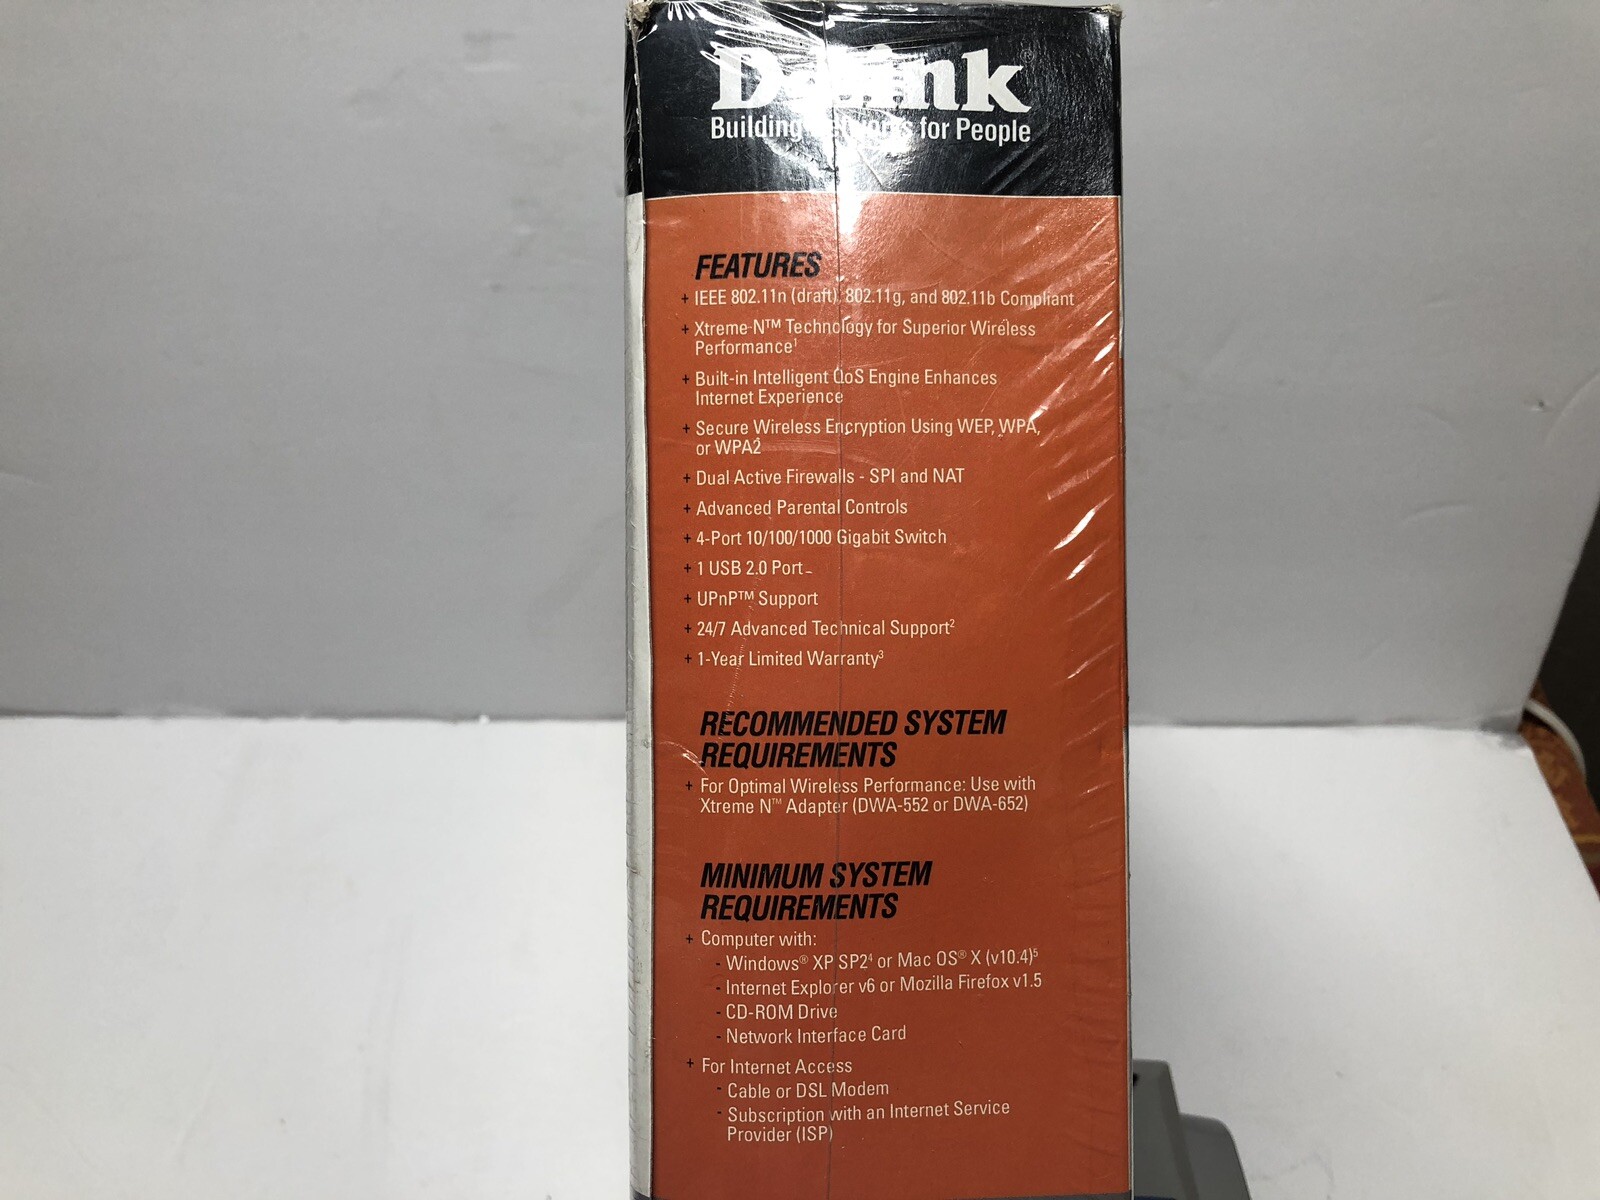 D-Link®
Building Networks for People
FEATURES
+ IEEE 802.11n (draft), 802.11g, and 802.11b Compliant
+ Xtreme N™ Technology for Superior Wireless
Performance¹
+ Built-in Intelligent QoS Engine Enhances
Internet Experience
+ Secure Wireless Encryption Using WEP, WPA,
or WPA2
+ Dual Active Firewalls - SPI and NAT
+ Advanced Parental Controls
+ 4-Port 10/100/1000 Gigabit Switch
+ 1 USB 2.0 Port
+ UPnP™ Support
+ 24/7 Advanced Technical Support²
+ 1-Year Limited Warranty³
RECOMMENDED SYSTEM
REQUIREMENTS
+ For Optimal Wireless Performance: Use with
Xtreme N™ Adapter (DWA-552 or DWA-652)
MINIMUM SYSTEM
REQUIREMENTS
+ Computer with:
- Windows® XP SP2⁴ or Mac OS® X (v10.4)⁵
- Internet Explorer v6 or Mozilla Firefox v1.5
- CD-ROM Drive
- Network Interface Card
+ For Internet Access
- Cable or DSL Modem
- Subscription with an Internet Service
Provider (ISP)